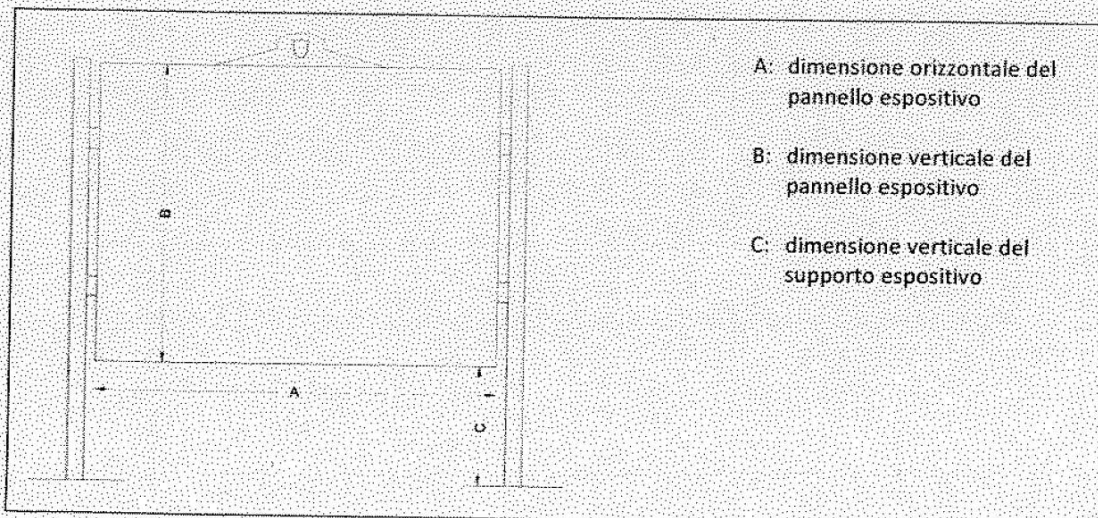 A: dimensione orizzontale del
pannello espositivo
B: dimensione verticale del
pannello espositivo
C: dimensione verticale del
supporto espositivo
B
A
C